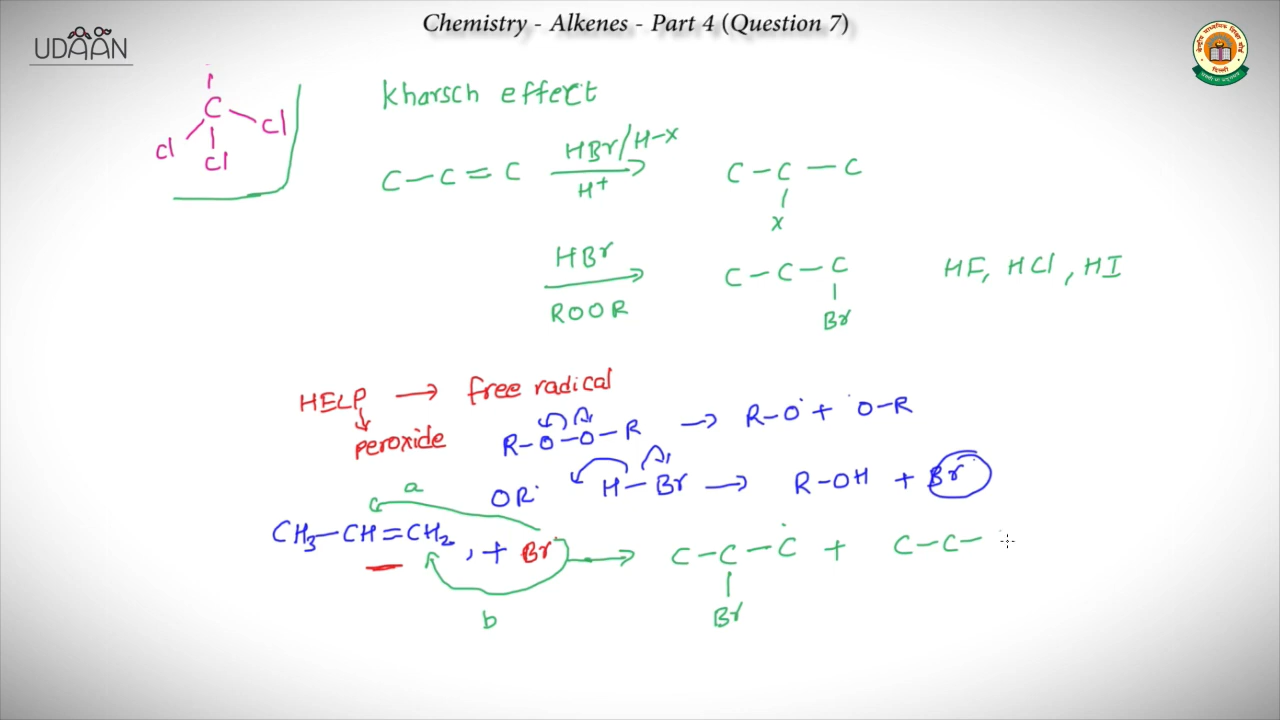 Chemistry - Alkenes - Part 4 (Question 7)
UDAAN
C
Cl Cl
Cl
Kharsch effect
C-C=C HBr/H-X H+ C-C-C
X
HBr ROOR C-C-C HF, HCl, HI
Br
HELP → free radical
peroxide R-O-O-R → R-O˙ + ˙O-R
OR˙ H-Br → R-OH + Br˙
a
CH3-CH=CH2, + Br˙ → C-C-Ċ + C-C-
Br
b